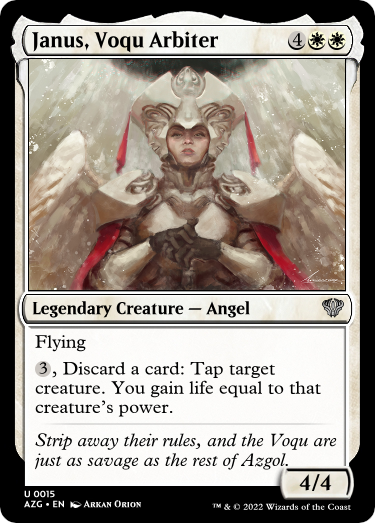 Janus, Voqu Arbiter 4
Legendary Creature — Angel
Flying
3, Discard a card: Tap target
creature. You gain life equal to that
creature's power.
Strip away their rules, and the Voqu are
just as savage as the rest of Azgol.
4/4
U 0015
AZG • EN Arkan Orion
™ & © 2022 Wizards of the Coast